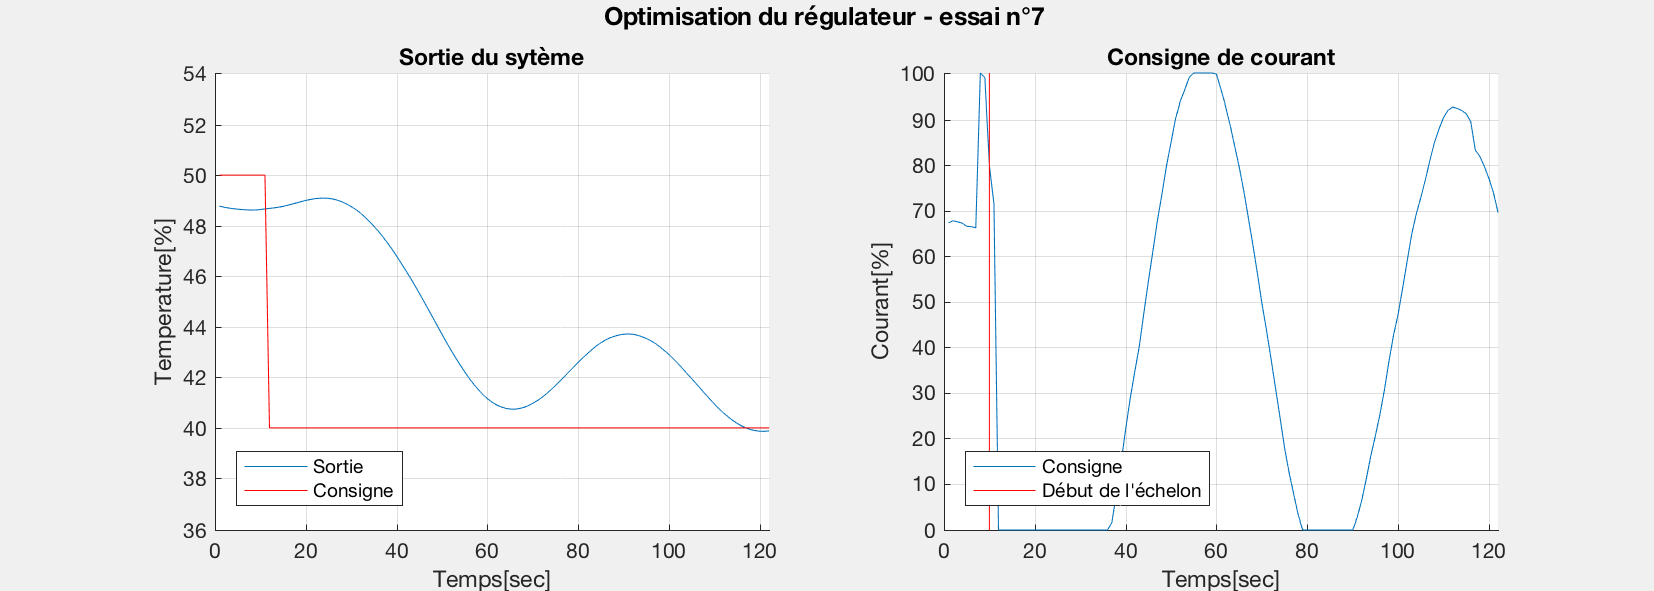 Optimisation du régulateur - essai n°7
Sortie du sytème
54
52
50
48
46
44
42
40
38
36
0 20 40 60 80 100 120
Temperature[%]
Temps[sec]
Sortie
Consigne
Consigne de courant
100
90
80
70
60
50
40
30
20
10
0
0 20 40 60 80 100 120
Courant[%]
Temps[sec]
Consigne
Début de l'échelon